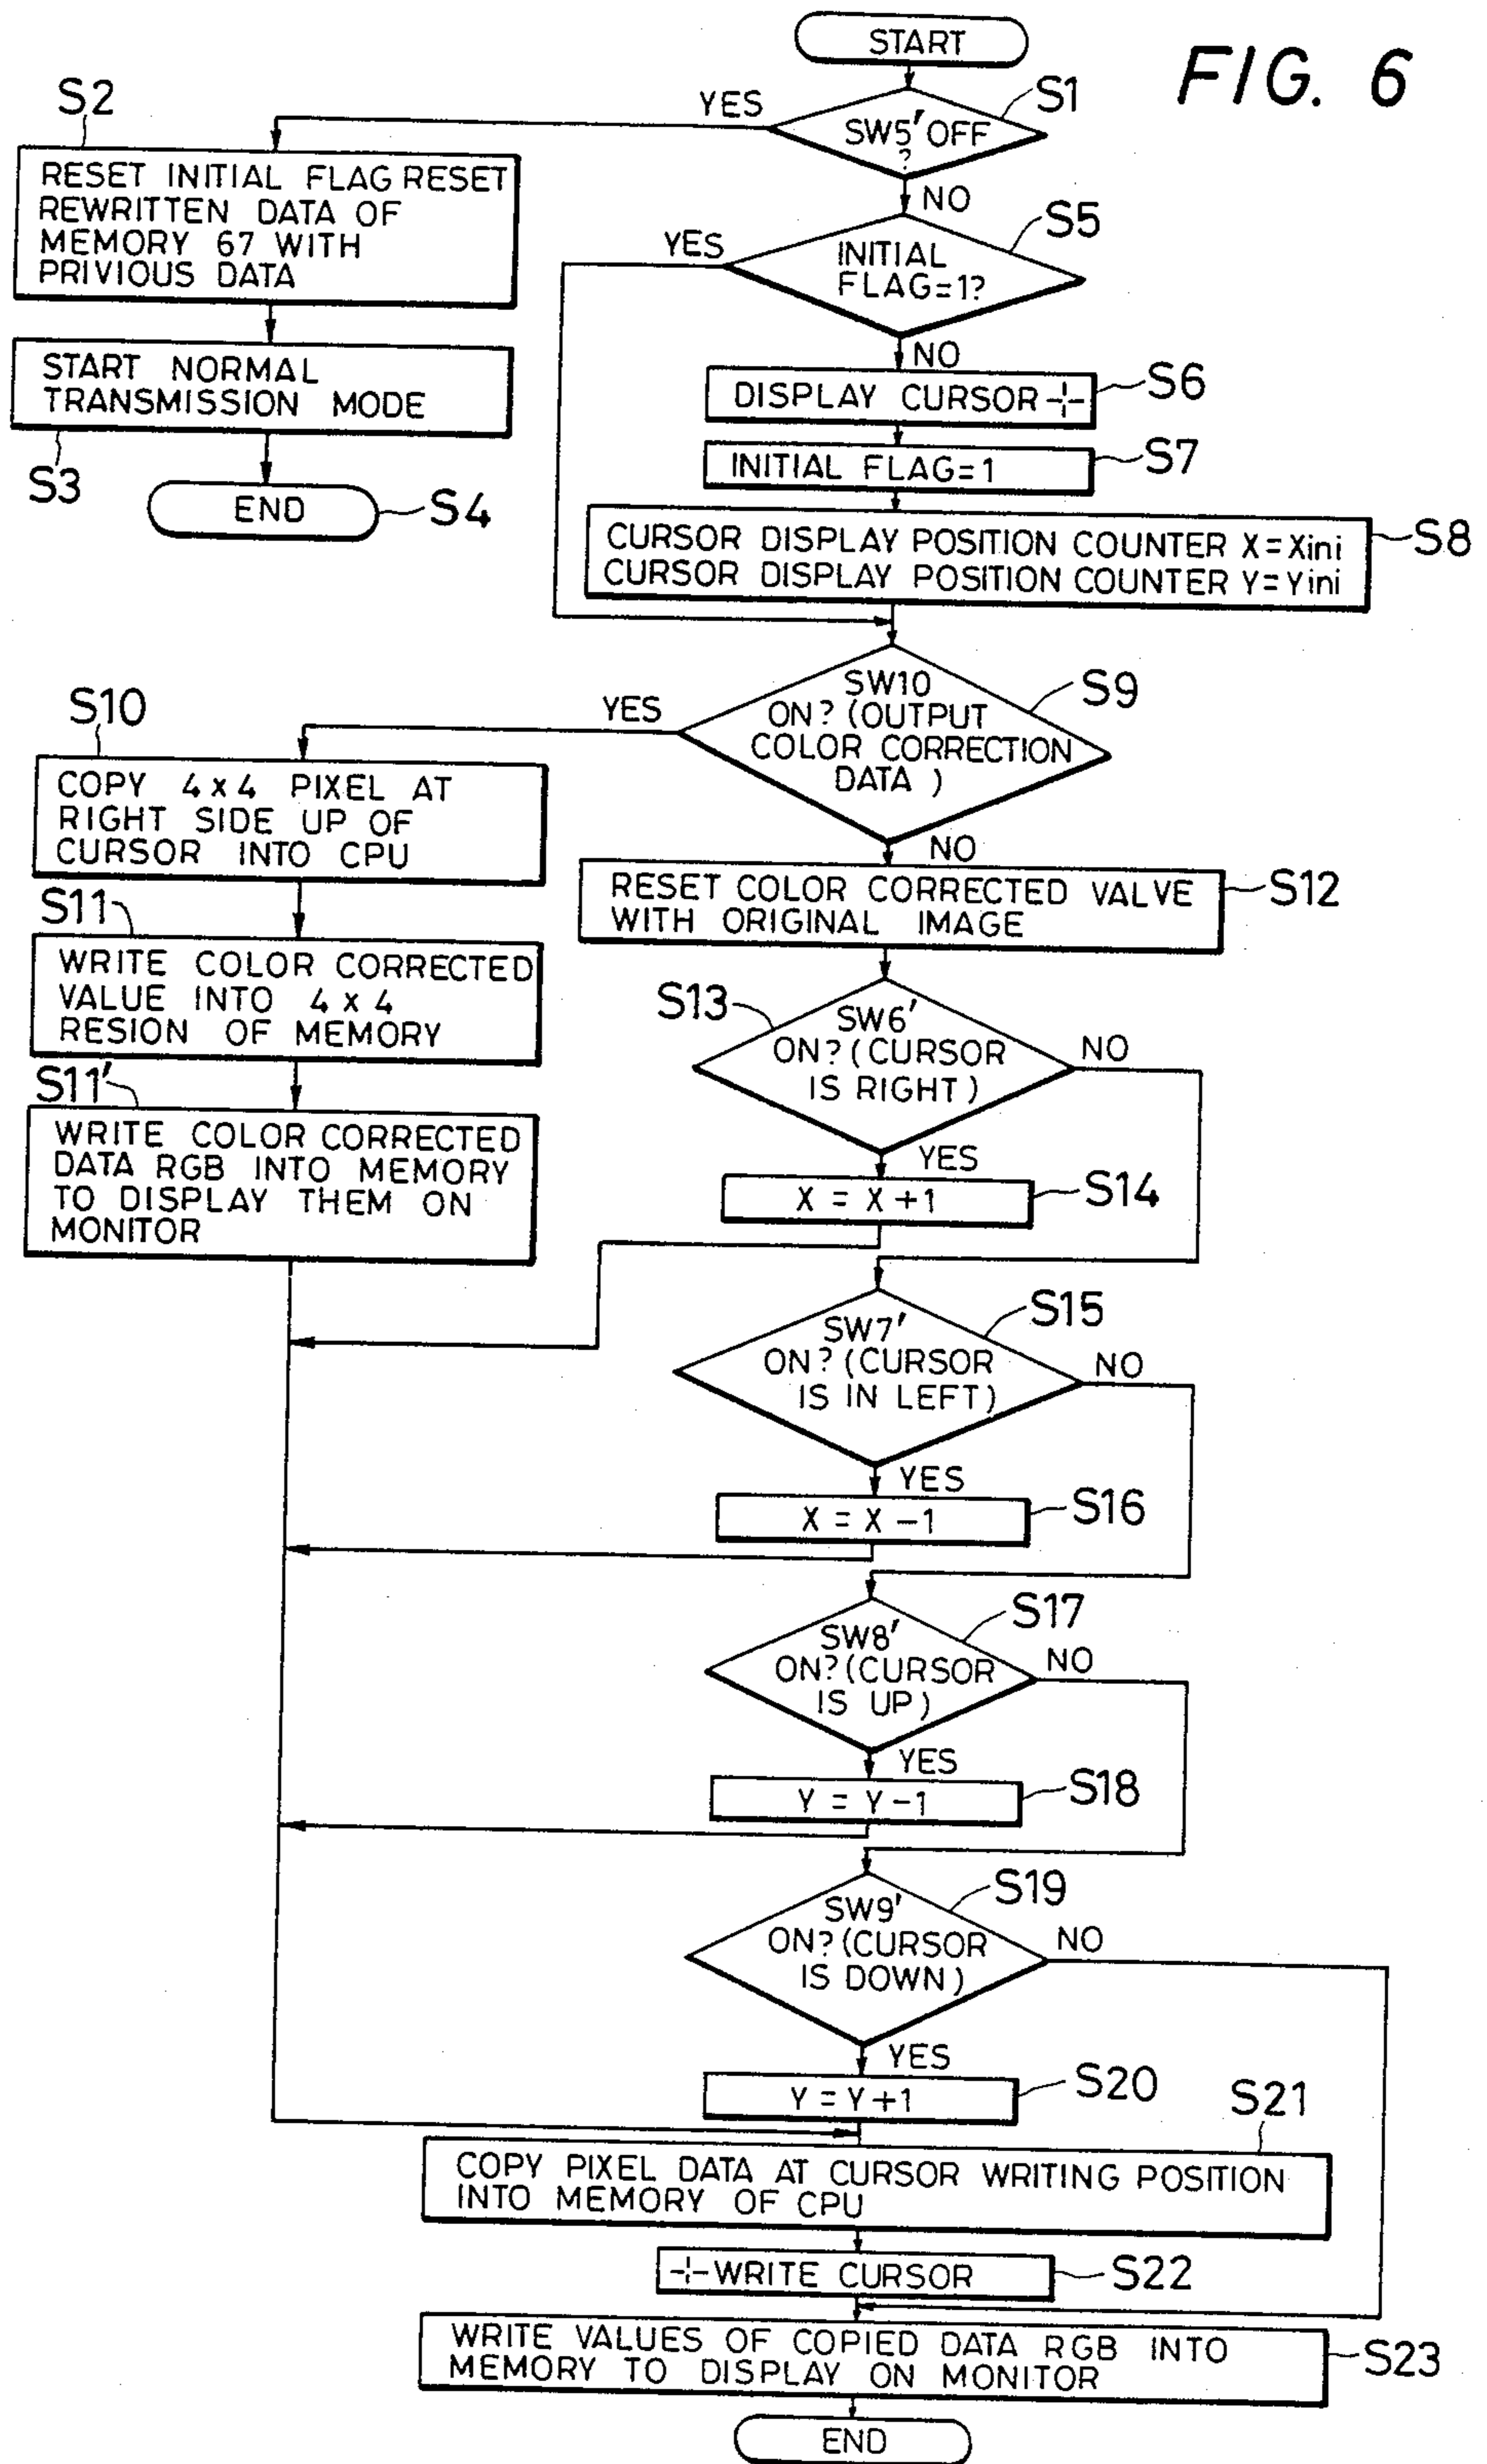 FIG. 6
START
S1
SW5' OFF
?
YES
NO
S2
RESET INITIAL FLAG RESET
REWRITTEN DATA OF
MEMORY 67 WITH
PRIVIOUS DATA
START NORMAL
TRANSMISSION MODE
S3
END
S4
S5
INITIAL
FLAG=1?
YES
NO
DISPLAY CURSOR
S6
INITIAL FLAG=1
S7
CURSOR DISPLAY POSITION COUNTER X=Xini
CURSOR DISPLAY POSITION COUNTER Y=Yini
S8
SW10
ON? (OUTPUT
COLOR CORRECTION
DATA )
S9
YES
NO
S10
COPY 4x4 PIXEL AT
RIGHT SIDE UP OF
CURSOR INTO CPU
S11
WRITE COLOR CORRECTED
VALUE INTO 4x4
RESION OF MEMORY
S11'
WRITE COLOR CORRECTED
DATA RGB INTO MEMORY
TO DISPLAY THEM ON
MONITOR
RESET COLOR CORRECTED VALVE
WITH ORIGINAL IMAGE
S12
S13
SW6'
ON? (CURSOR
IS RIGHT)
NO
YES
X = X +1
S14
SW7'
ON? (CURSOR
IS IN LEFT)
S15
NO
YES
X = X -1
S16
SW8'
ON? (CURSOR
IS UP)
S17
NO
YES
Y = Y-1
S18
SW9'
ON? (CURSOR
IS DOWN)
S19
NO
YES
Y = Y+1
S20
S21
COPY PIXEL DATA AT CURSOR WRITING POSITION
INTO MEMORY OF CPU
WRITE CURSOR
S22
WRITE VALUES OF COPIED DATA RGB INTO
MEMORY TO DISPLAY ON MONITOR
S23
END